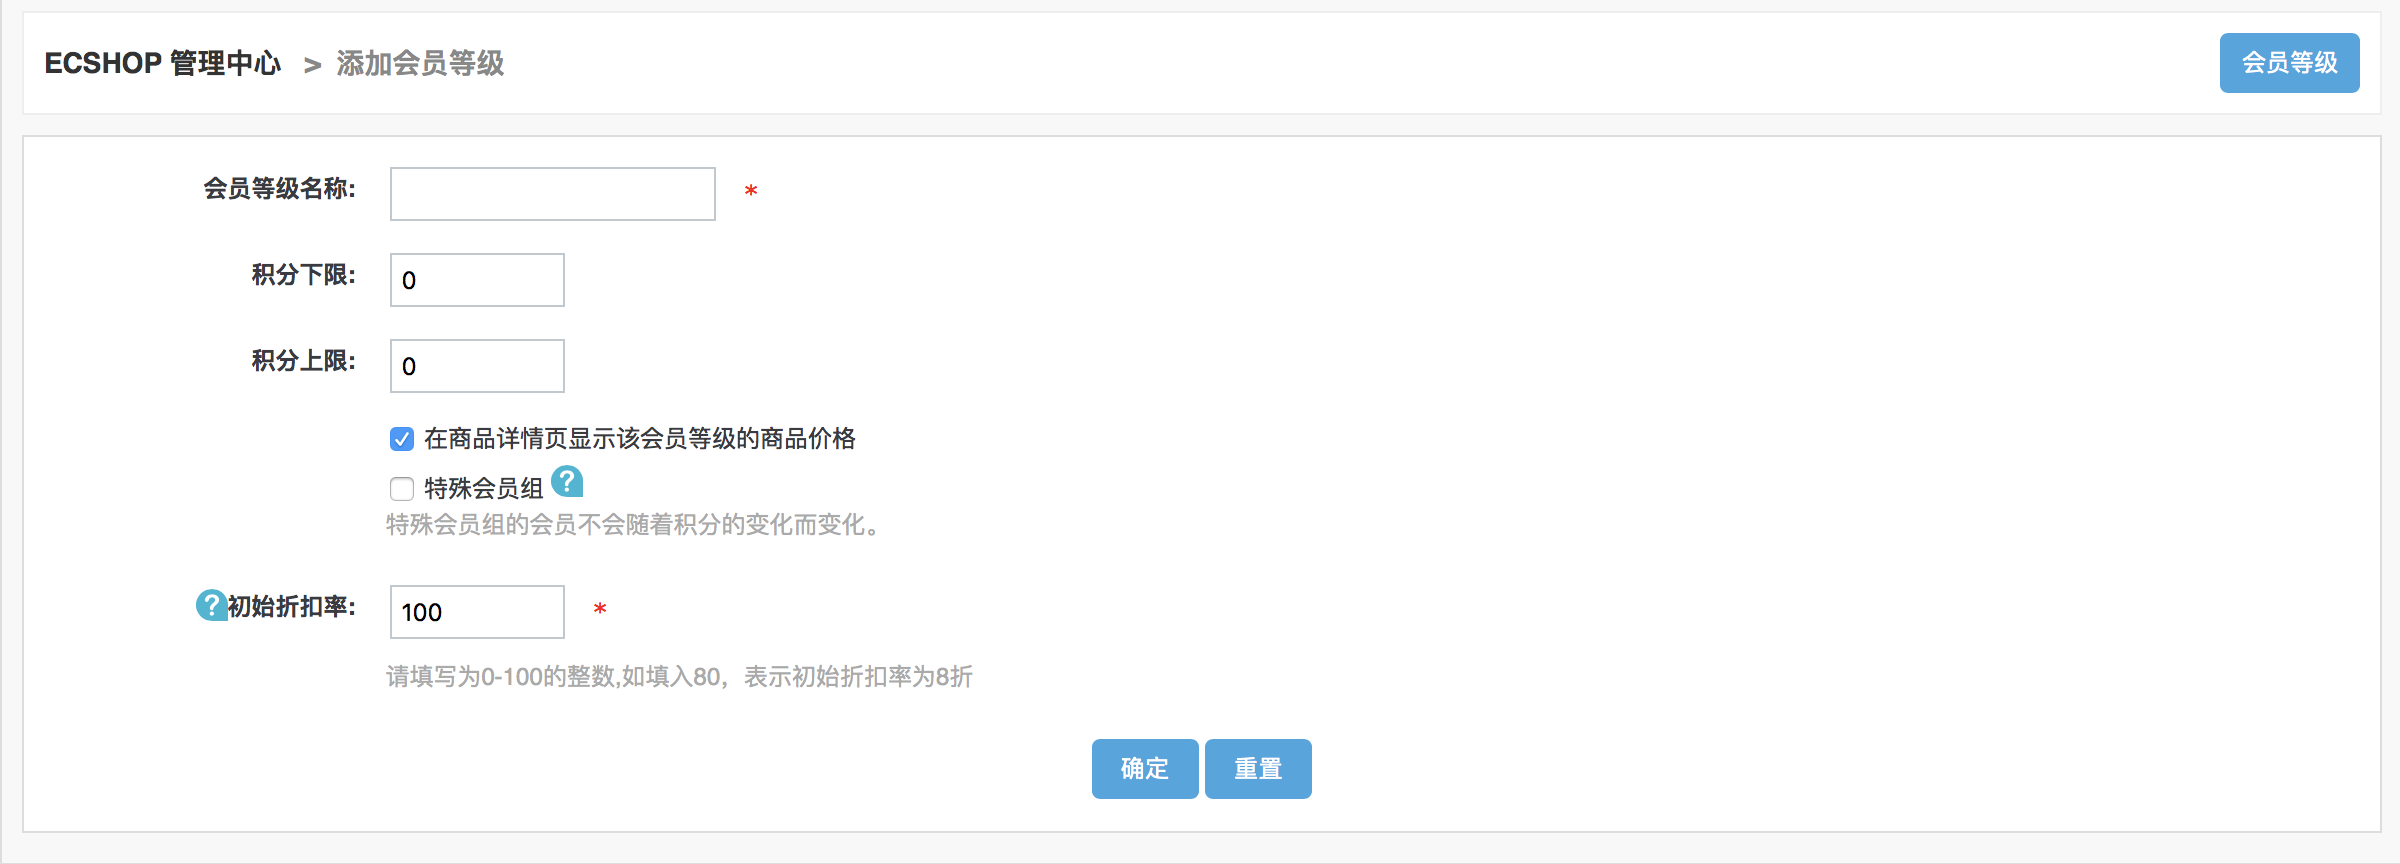 ECSHOP 管理中心 > 添加会员等级
会员等级
会员等级名称: *
积分下限: 0
积分上限: 0
在商品详情页显示该会员等级的商品价格
特殊会员组 ?
特殊会员组的会员不会随着积分的变化而变化。
?初始折扣率: 100 *
请填写为0-100的整数,如填入80，表示初始折扣率为8折
确定 重置